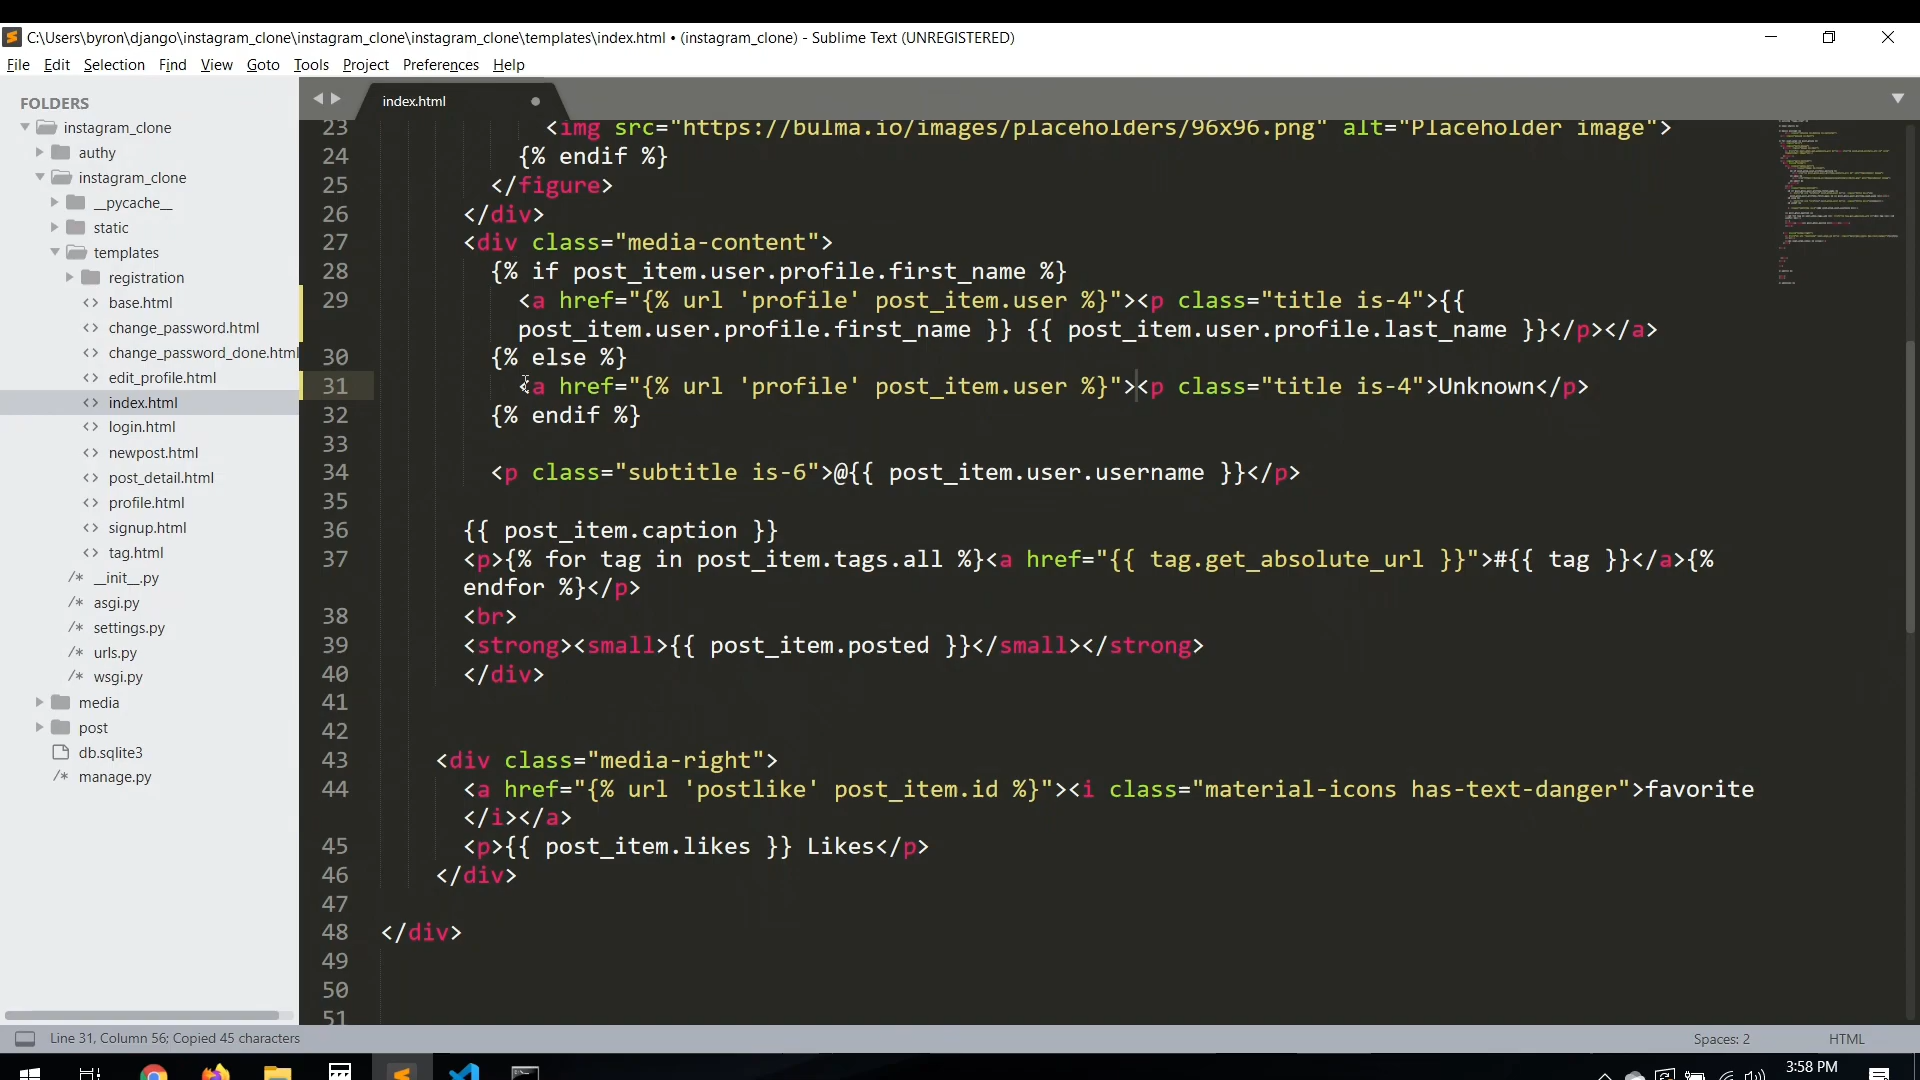 C:\Users\byron\django\instagram_clone\instagram_clone\instagram_clone\templates\index.html • (instagram_clone) - Sublime Text (UNREGISTERED)
File Edit Selection Find View Goto Tools Project Preferences Help
FOLDERS
instagram_clone
authy
instagram_clone
__pycache__
static
templates
registration
<> base.html
<> change_password.html
<> change_password_done.html
<> edit_profile.html
<> index.html
<> login.html
<> newpost.html
<> post_detail.html
<> profile.html
<> signup.html
<> tag.html
/* __init__.py
/* asgi.py
/* settings.py
/* urls.py
/* wsgi.py
media
post
db.sqlite3
/* manage.py
index.html
23 <img src="https://bulma.io/images/placeholders/96x96.png" alt="Placeholder image">
24 {% endif %}
25 </figure>
26 </div>
27 <div class="media-content">
28 {% if post_item.user.profile.first_name %}
29 <a href="{% url 'profile' post_item.user %}"><p class="title is-4">{{
post_item.user.profile.first_name }} {{ post_item.user.profile.last_name }}</p></a>
30 {% else %}
31 <a href="{% url 'profile' post_item.user %}"><p class="title is-4">Unknown</p>
32 {% endif %}
33
34 <p class="subtitle is-6">@{{ post_item.user.username }}</p>
35
36 {{ post_item.caption }}
37 <p>{% for tag in post_item.tags.all %}<a href="{{ tag.get_absolute_url }}">#{{ tag }}</a>{%
endfor %}</p>
38 <br>
39 <strong><small>{{ post_item.posted }}</small></strong>
40 </div>
41
42
43 <div class="media-right">
44 <a href="{% url 'postlike' post_item.id %}"><i class="material-icons has-text-danger">favorite
</i></a>
45 <p>{{ post_item.likes }} Likes</p>
46 </div>
47
48 </div>
49
50
51
Line 31, Column 56; Copied 45 characters
Spaces: 2
HTML
3:58 PM